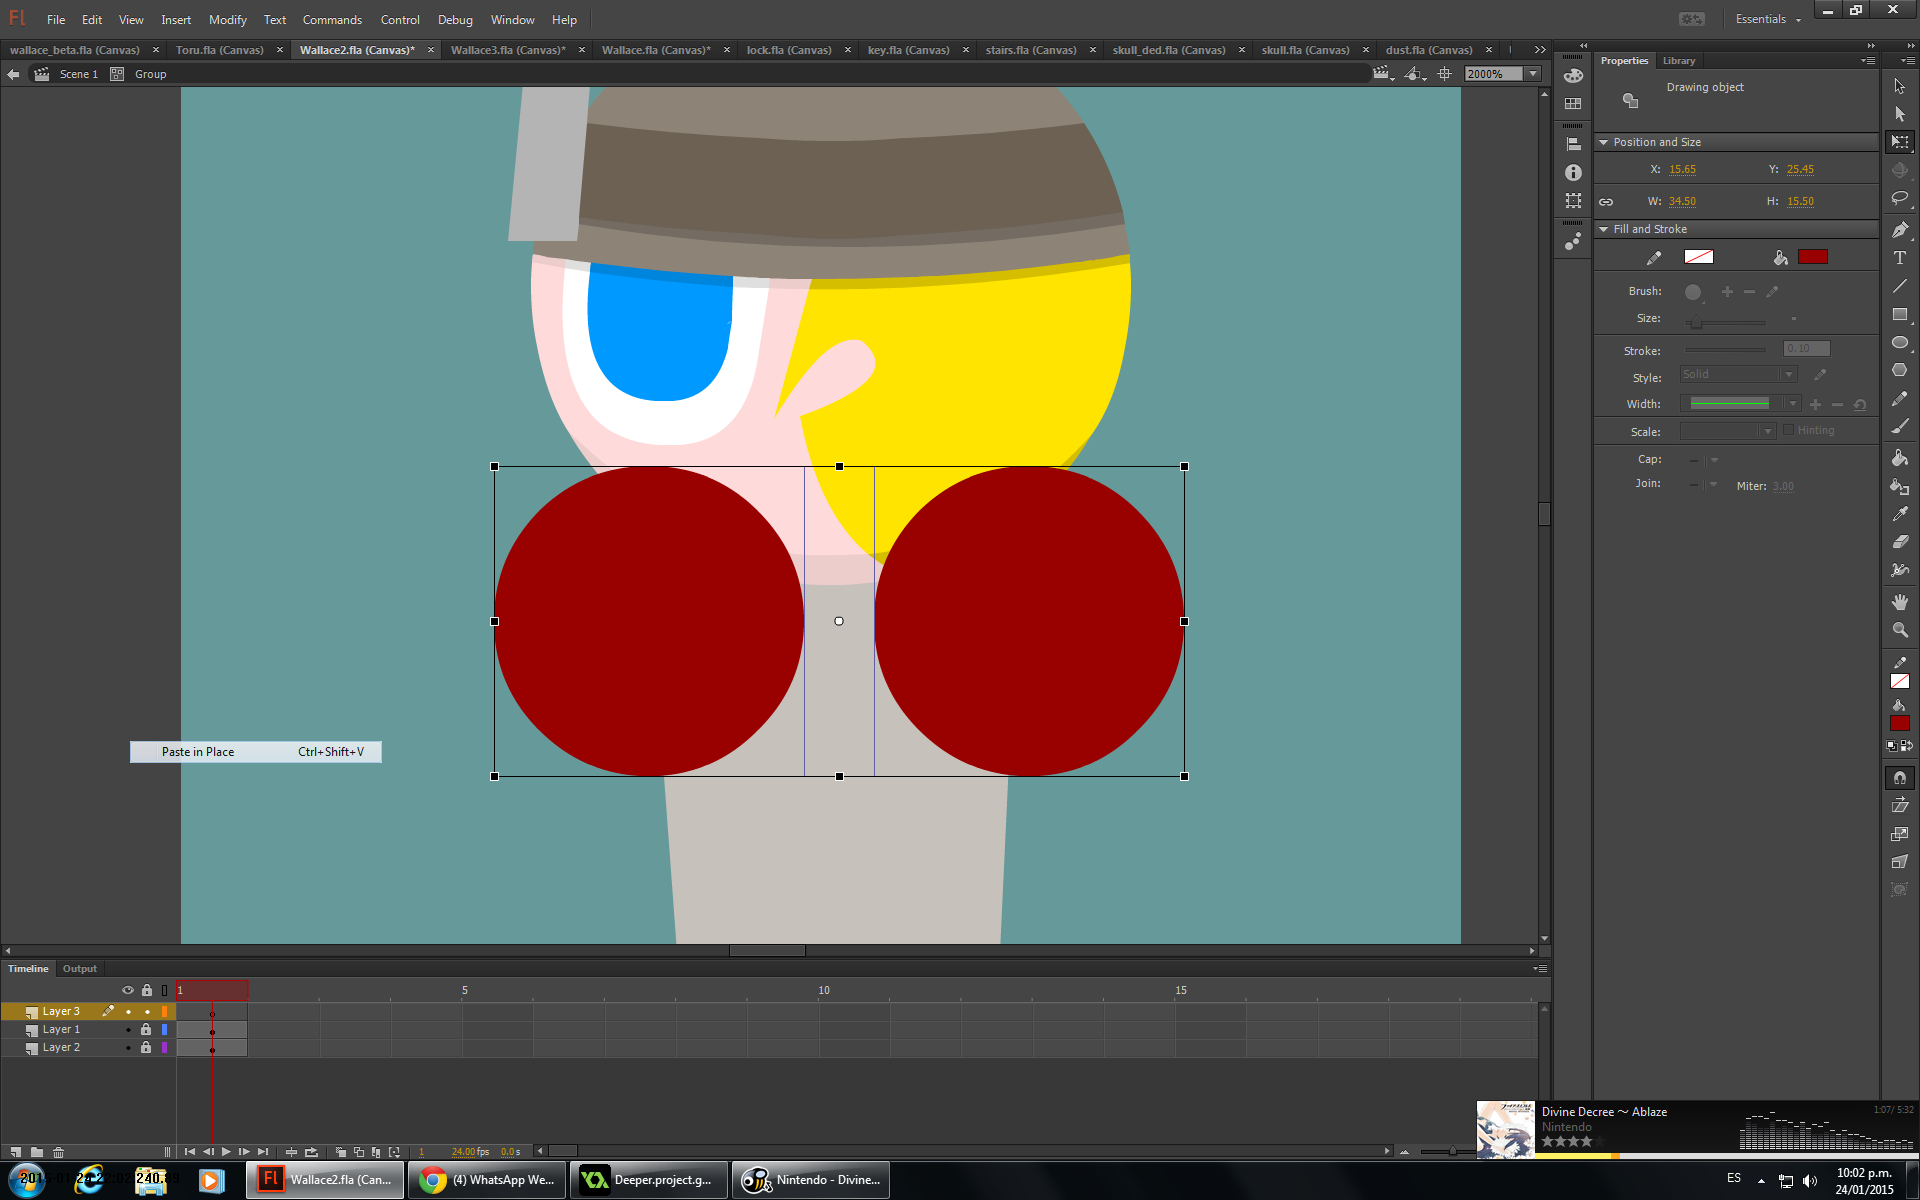 Fl File Edit View Insert Modify Text Commands Control Debug Window Help Essentials
wallace_beta.fla (Canvas) × Toru.fla (Canvas) × Wallace2.fla (Canvas)* × Wallace3.fla (Canvas)* × Wallace.fla (Canvas)* × lock.fla (Canvas) × key.fla (Canvas) × stairs.fla (Canvas) × skull_ded.fla (Canvas) × skull.fla (Canvas) × dust.fla (Canvas) ×
Scene 1 Group 2000%
Properties Library
Drawing object
Position and Size
X: 15.65 Y: 25.45
W: 34.50 H: 15.50
Fill and Stroke
Brush:
Size:
Stroke: 0.10
Style: Solid
Width:
Scale: Hinting
Cap:
Join: Miter: 3.00
Paste in Place Ctrl+Shift+V
Timeline Output
1 5 10 15
Layer 3
Layer 1
Layer 2
1 24.00 fps 0.0 s
Divine Decree ～ Ablaze 1:07/ 5:32
Nintendo
Wallace2.fla (Can... (4) WhatsApp We... Deeper.project.g... Nintendo - Divine... ES
10:02 p.m.
24/01/2015